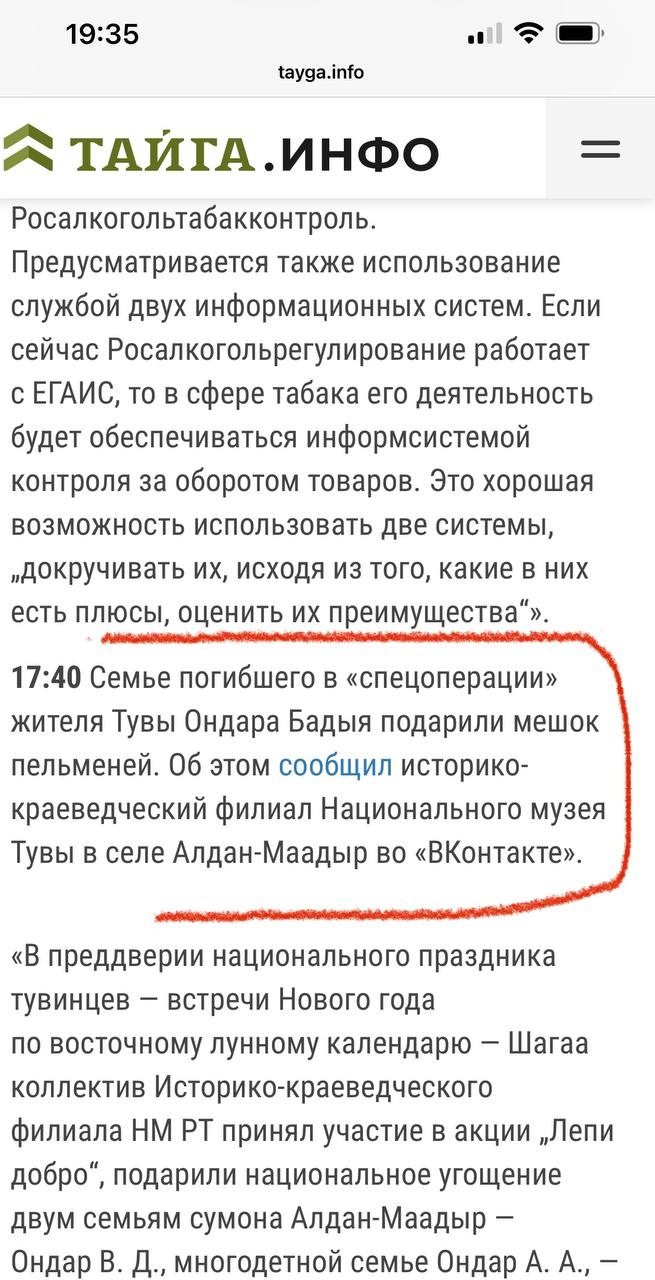 19:35
tayga.info
ТАЙГА.ИНФО
Росалкогольтабакконтроль.
Предусматривается также использование
службой двух информационных систем. Если
сейчас Росалкогольрегулирование работает
с ЕГАИС, то в сфере табака его деятельность
будет обеспечиваться информсистемой
контроля за оборотом товаров. Это хорошая
возможность использовать две системы,
„докручивать их, исходя из того, какие в них
есть плюсы, оценить их преимущества“».
17:40 Семье погибшего в «спецоперации»
жителя Тувы Ондара Бадыя подарили мешок
пельменей. Об этом сообщил историко-
краеведческий филиал Национального музея
Тувы в селе Алдан-Маадыр во «ВКонтакте».
«В преддверии национального праздника
тувинцев — встречи Нового года
по восточному лунному календарю — Шагаа
коллектив Историко-краеведческого
филиала НМ РТ принял участие в акции „Лепи
добро“, подарили национальное угощение
двум семьям сумона Алдан-Маадыр —
Ондар В. Д., многодетной семье Ондар А. А., —